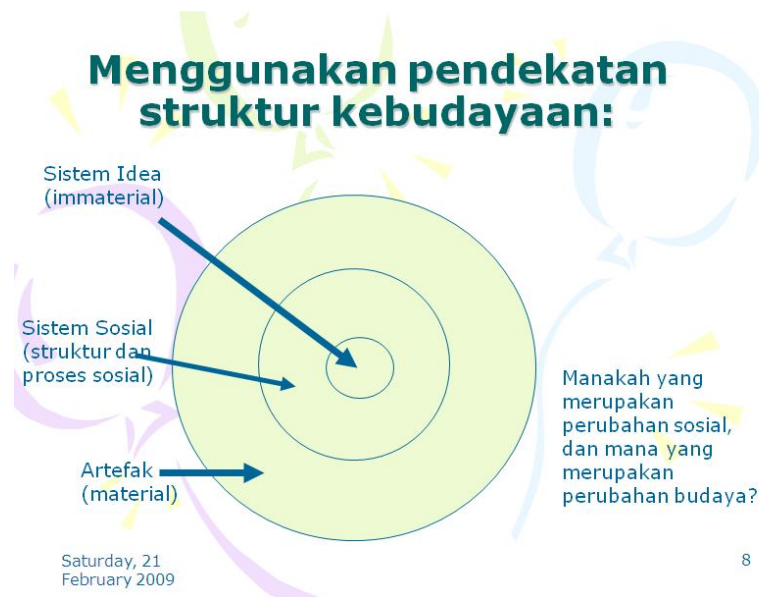 Menggunakan pendekatan
struktur kebudayaan:
Sistem Idea
(immaterial)
Sistem Sosial
(struktur dan
proses sosial)
Artefak
(material)
Manakah yang
merupakan
perubahan sosial,
dan mana yang
merupakan
perubahan budaya?
Saturday, 21
February 2009
8